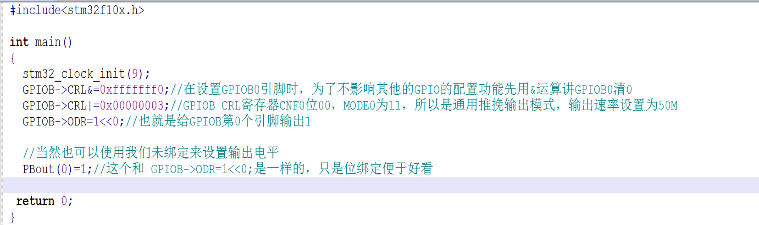 #include<stm32f10x.h>
int main()
{
stm32_clock_init(9);
GPIOB->CRL&=0xfffffff0;//在设置GPIOB0引脚时，为了不影响其他的GPIO的配置功能先用&运算讲GPIOB0清0
GPIOB->CRL|=0x00000003;//GPIOB CRL寄存器CNF0位00，MODE0为11，所以是通用推挽输出模式，输出速率设置为50M
GPIOB->ODR=1<<0;//也就是给GPIOB第0个引脚输出1
//当然也可以使用我们未绑定来设置输出电平
PBout(0)=1;//这个和 GPIOB->ODR=1<<0;是一样的，只是位绑定便于好看
return 0;
}